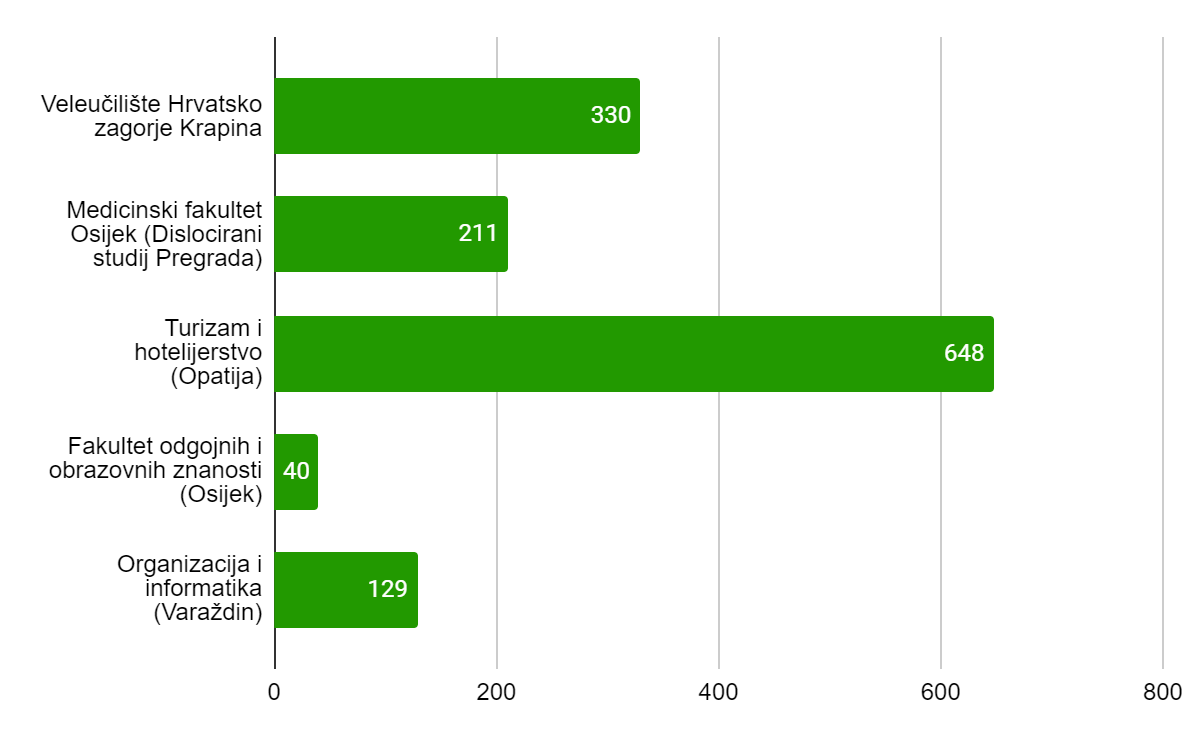 Veleučilište Hrvatsko
zagorje Krapina
330
Medicinski fakultet
Osijek (Dislocirani
studij Pregrada)
211
Turizam i
hotelijerstvo
(Opatija)
648
Fakultet odgojnih i
obrazovnih znanosti
(Osijek)
40
Organizacija i
informatika
(Varaždin)
129
0 200 400 600 800